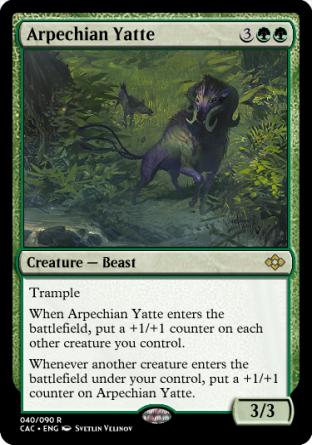 Arpechian Yatte 3
Creature — Beast
Trample
When Arpechian Yatte enters the
battlefield, put a +1/+1 counter on each
other creature you control.
Whenever another creature enters the
battlefield under your control, put a +1/+1
counter on Arpechian Yatte.
3/3
040/090 R
CAC • ENG Svetlin Velinov